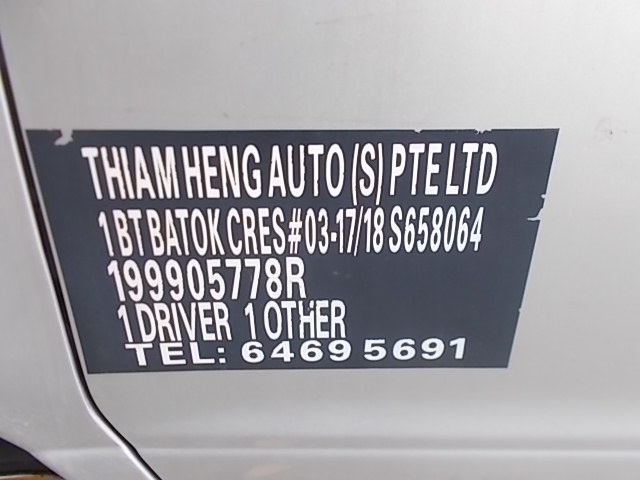 THIAM HENG AUTO (S) PTE LTD
1 BT BATOK CRES #03-17/18 S658064
199905778R
1 DRIVER 1 OTHER
TEL: 6469 5691